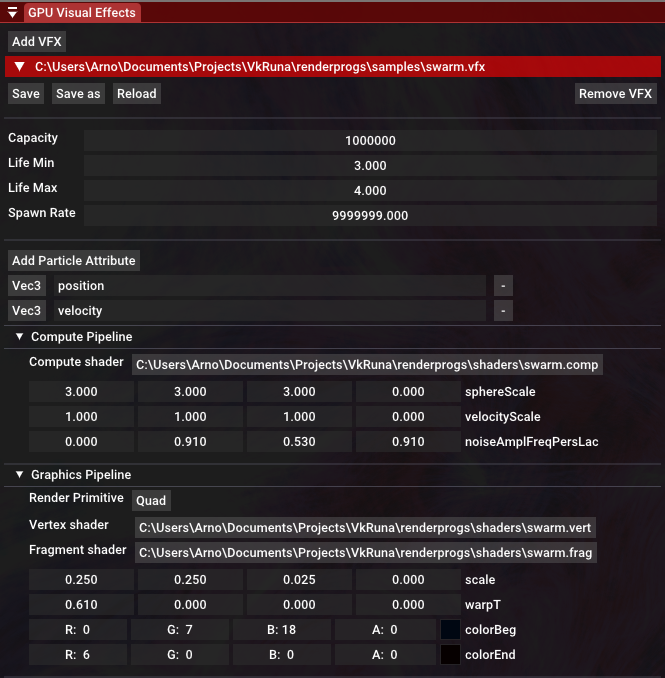 GPU Visual Effects
Add VFX
C:\Users\Arno\Documents\Projects\VkRuna\renderprogs\samples\swarm.vfx
Save Save as Reload Remove VFX
Capacity 1000000
Life Min 3.000
Life Max 4.000
Spawn Rate 9999999.000
Add Particle Attribute
Vec3 position -
Vec3 velocity -
Compute Pipeline
Compute shader C:\Users\Arno\Documents\Projects\VkRuna\renderprogs\shaders\swarm.comp
3.000 3.000 3.000 0.000 sphereScale
1.000 1.000 1.000 0.000 velocityScale
0.000 0.910 0.530 0.910 noiseAmplFreqPersLac
Graphics Pipeline
Render Primitive Quad
Vertex shader C:\Users\Arno\Documents\Projects\VkRuna\renderprogs\shaders\swarm.vert
Fragment shader C:\Users\Arno\Documents\Projects\VkRuna\renderprogs\shaders\swarm.frag
0.250 0.250 0.025 0.000 scale
0.610 0.000 0.000 0.000 warpT
R: 0 G: 7 B: 18 A: 0 colorBeg
R: 6 G: 0 B: 0 A: 0 colorEnd